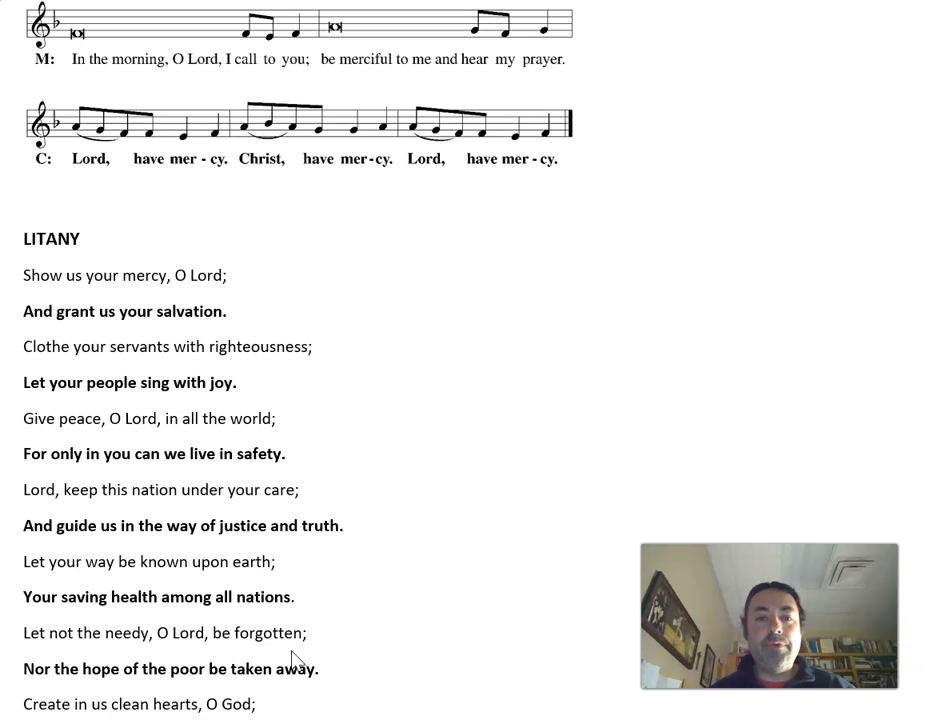 M: In the morning, O Lord, I call to you; be merciful to me and hear my prayer.
C: Lord, have mer - cy. Christ, have mer - cy. Lord, have mer - cy.
LITANY
Show us your mercy, O Lord;
And grant us your salvation.
Clothe your servants with righteousness;
Let your people sing with joy.
Give peace, O Lord, in all the world;
For only in you can we live in safety.
Lord, keep this nation under your care;
And guide us in the way of justice and truth.
Let your way be known upon earth;
Your saving health among all nations.
Let not the needy, O Lord, be forgotten;
Nor the hope of the poor be taken away.
Create in us clean hearts, O God;